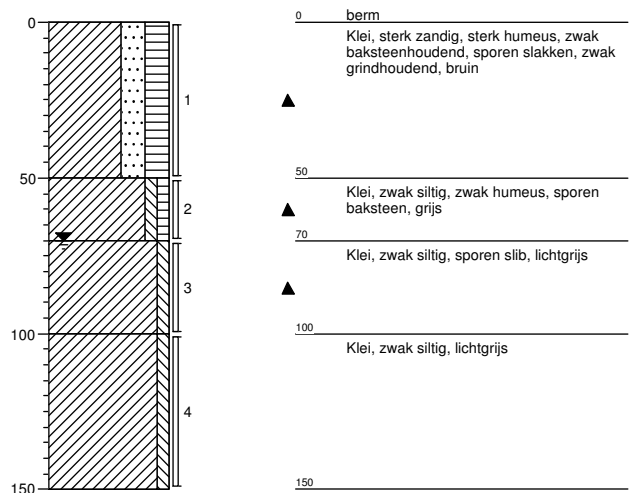 0
0 berm
Klei, sterk zandig, sterk humeus, zwak
baksteenhoudend, sporen slakken, zwak
grindhoudend, bruin
1
50
50
Klei, zwak siltig, zwak humeus, sporen
baksteen, grijs
2
70
Klei, zwak siltig, sporen slib, lichtgrijs
3
100
100
Klei, zwak siltig, lichtgrijs
4
150
150